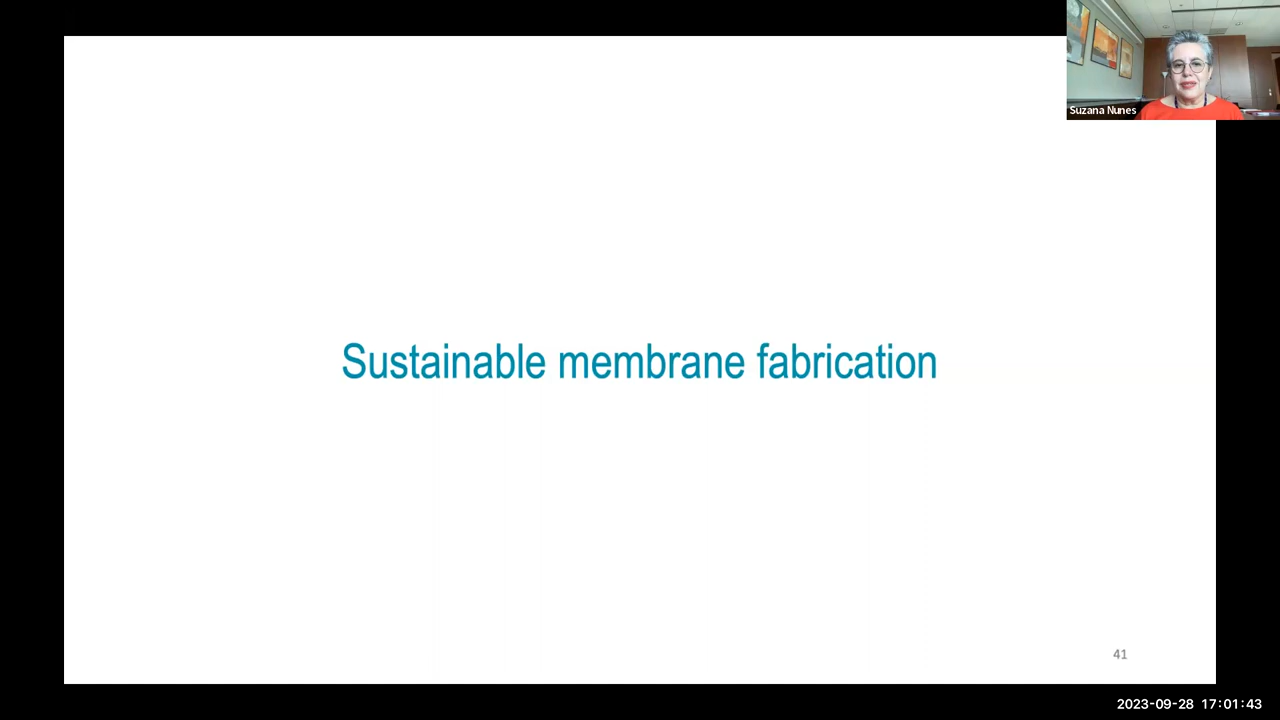 Suzana Nunes
Sustainable membrane fabrication
41
2023-09-28 17:01:43